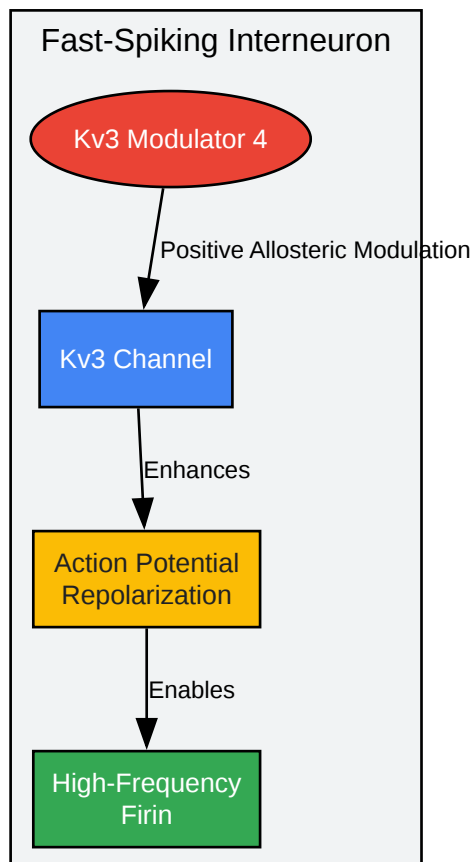 Fast-Spiking Interneuron
Kv3 Modulator 4
Positive Allosteric Modulation
Kv3 Channel
Enhances
Action Potential
Repolarization
Enables
High-Frequency
Firin